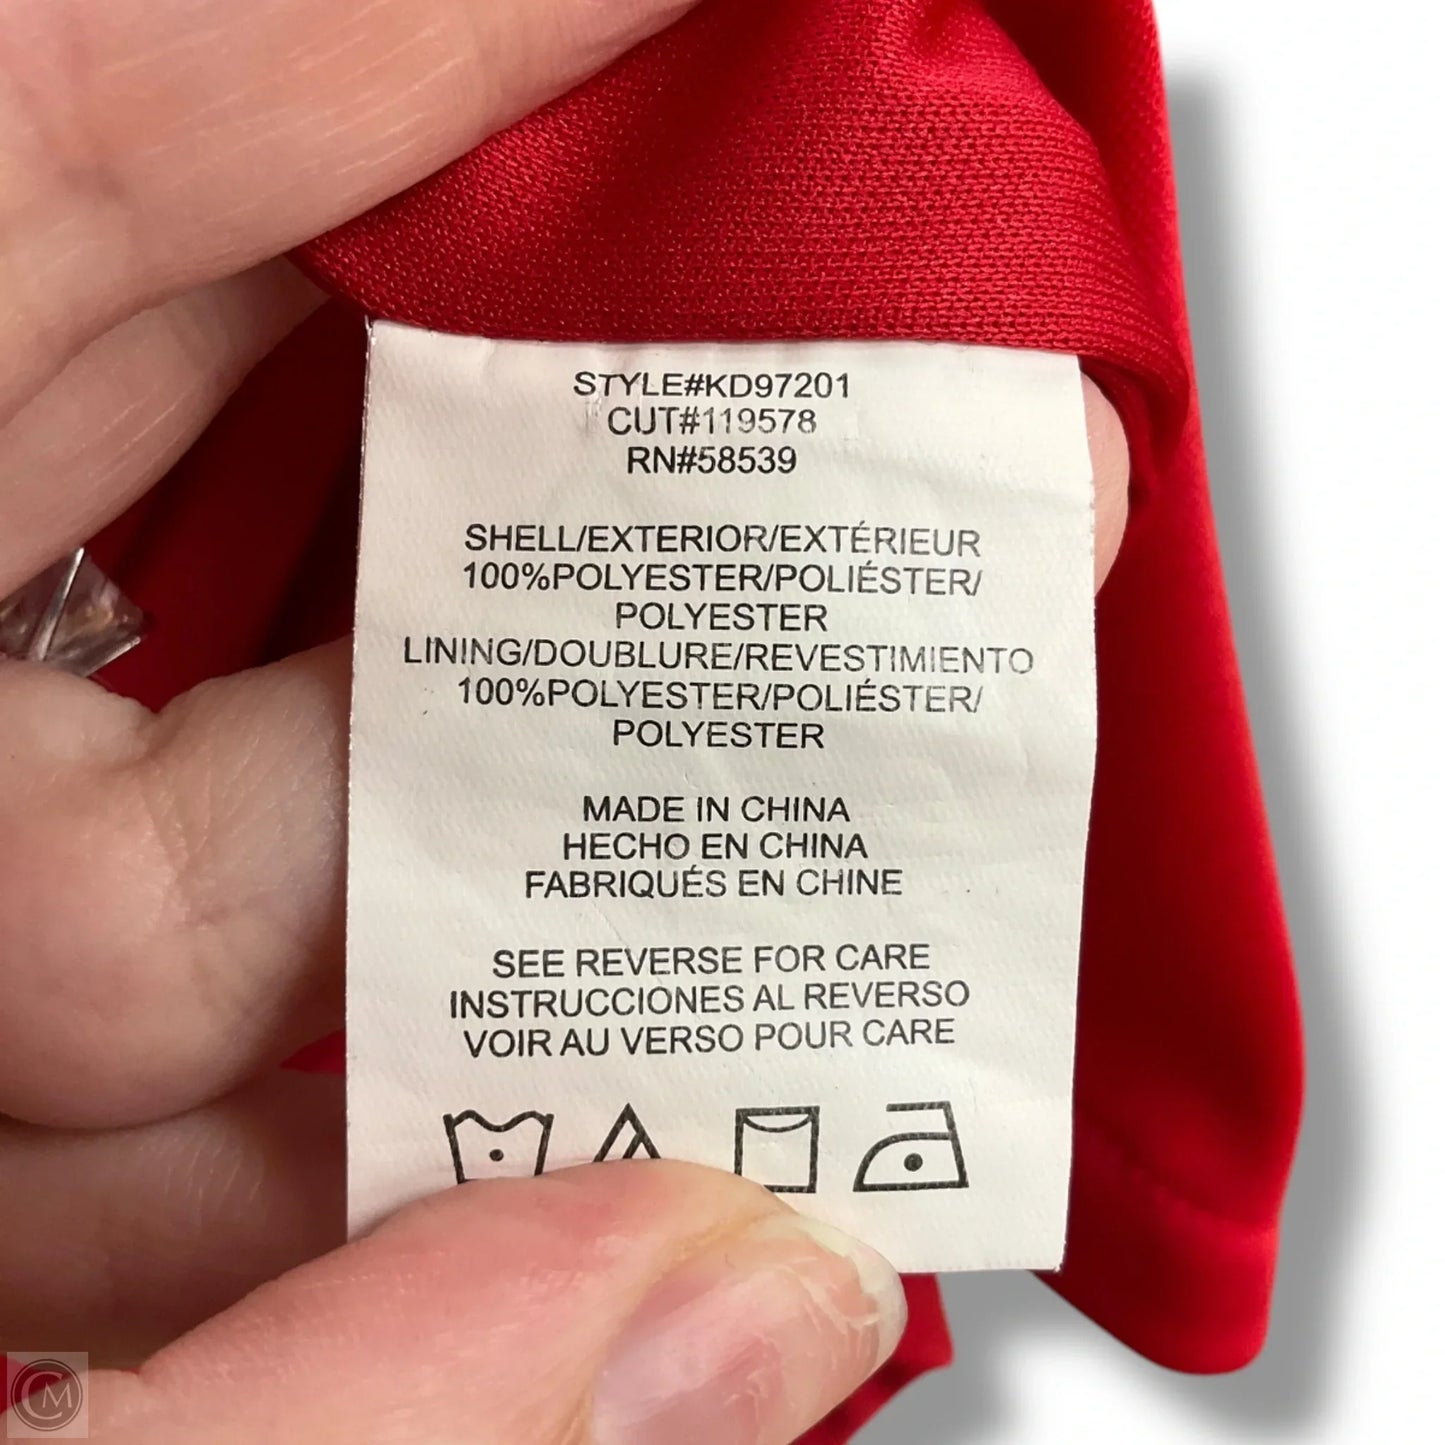 STYLE#KD97201
CUT#119578
RN#58539
SHELL/EXTERIOR/EXTÉRIEUR
100%POLYESTER/POLIÉSTER/
POLYESTER
LINING/DOUBLURE/REVESTIMIENTO
100%POLYESTER/POLIÉSTER/
POLYESTER
MADE IN CHINA
HECHO EN CHINA
FABRIQUÉS EN CHINE
SEE REVERSE FOR CARE
INSTRUCCIONES AL REVERSO
VOIR AU VERSO POUR CARE
CM